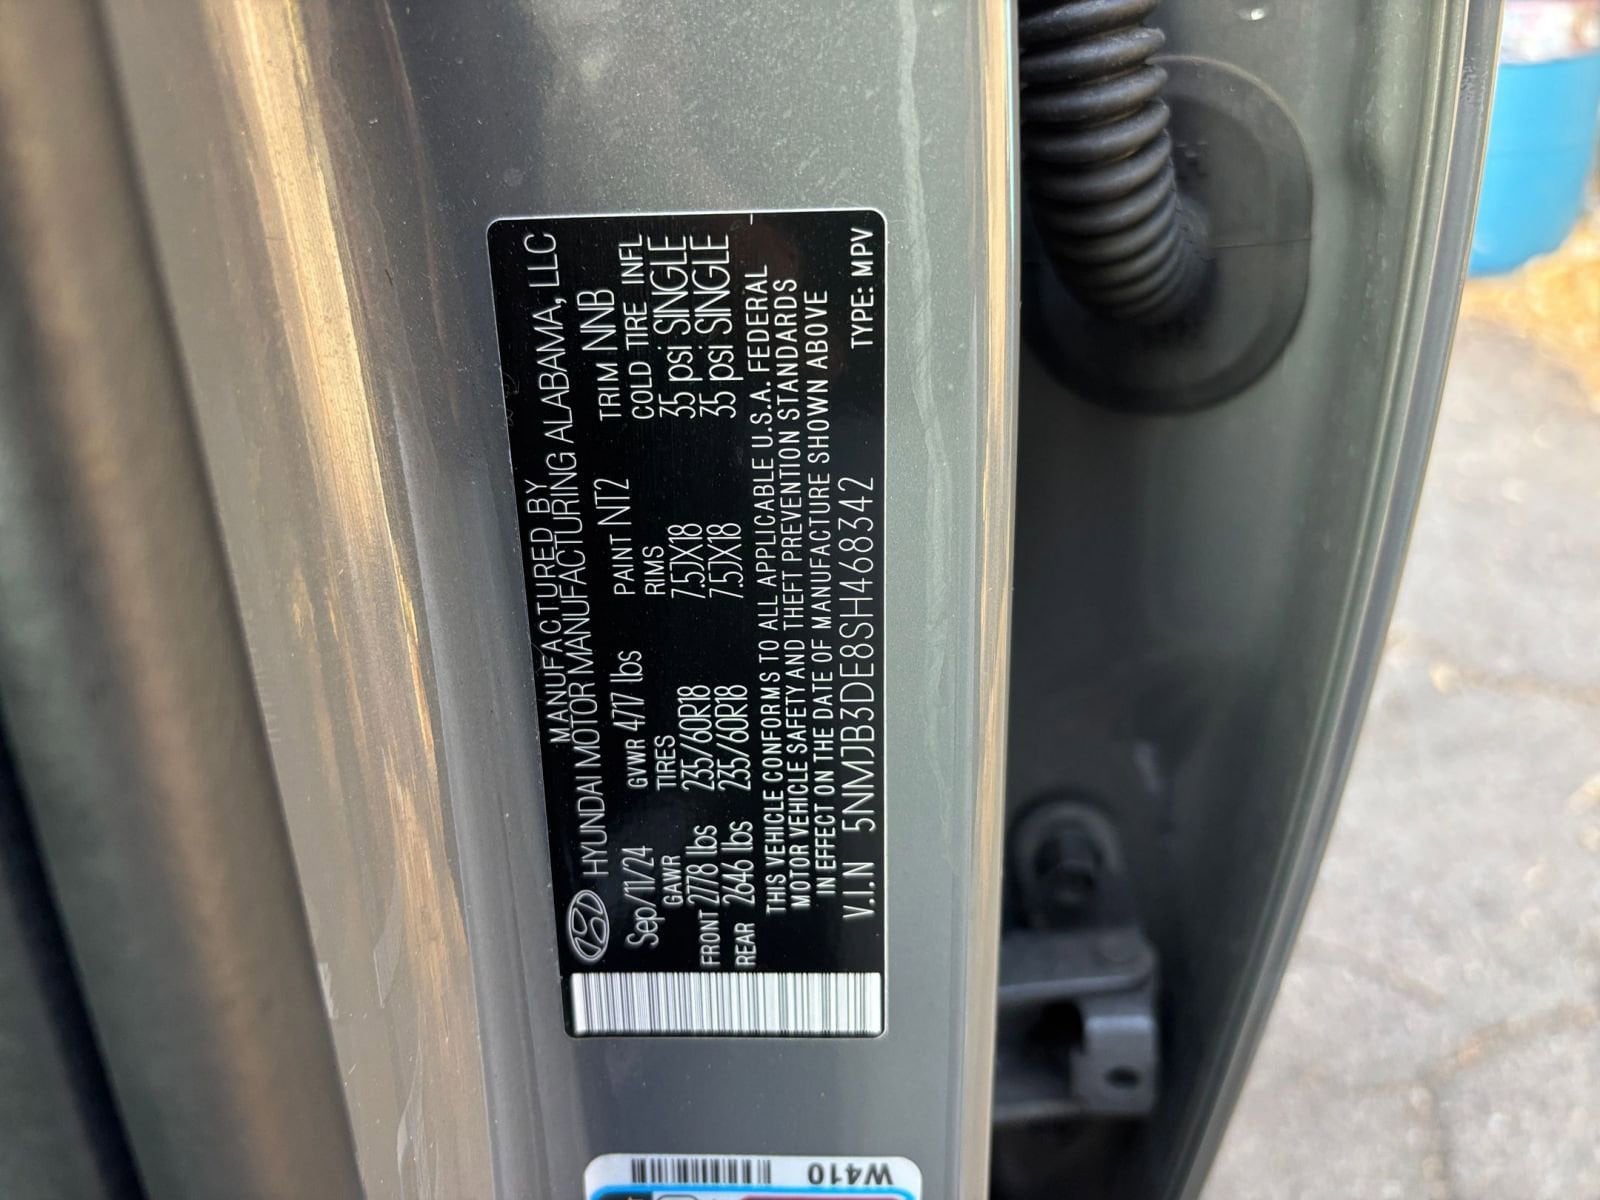 MANUFACTURED BY
HYUNDAI MOTOR MANUFACTURING ALABAMA, LLC
Sep/11/24 GVWR 4717 lbs PAINT NT2 TRIM NNB
GAWR TIRES RIMS COLD TIRE INFL
FRONT 2778 lbs 235/60R18 7.5JX18 35 psi SINGLE
REAR 2646 lbs 235/60R18 7.5JX18 35 psi SINGLE
THIS VEHICLE CONFORMS TO ALL APPLICABLE U.S.A. FEDERAL
MOTOR VEHICLE SAFETY AND THEFT PREVENTION STANDARDS
IN EFFECT ON THE DATE OF MANUFACTURE SHOWN ABOVE
V.I.N 5NMJB3DE8SH468342 TYPE: MPV
W410